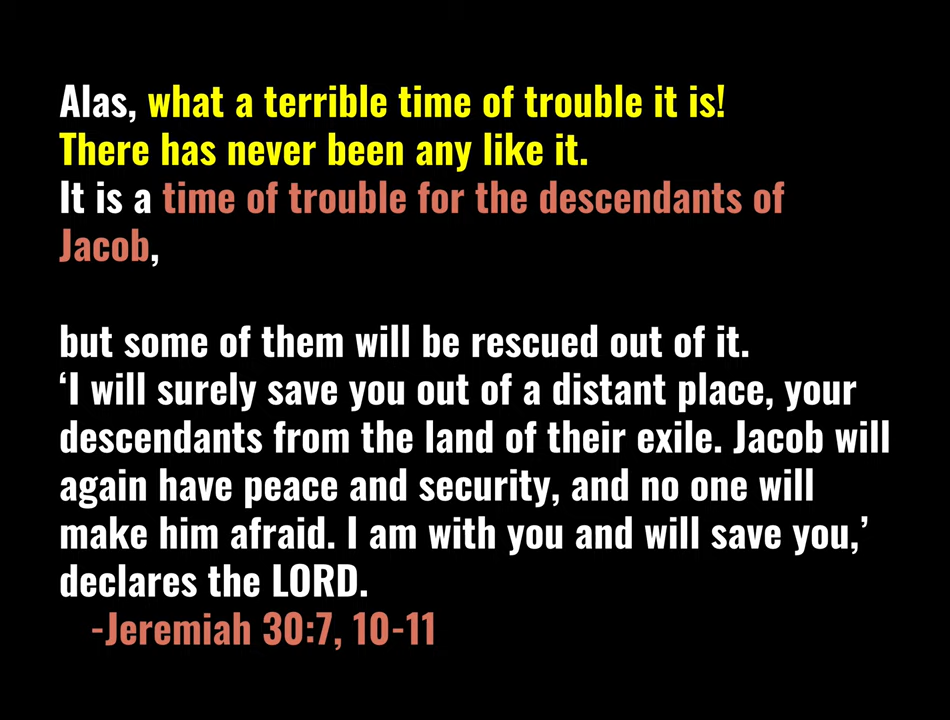 Alas, what a terrible time of trouble it is!
There has never been any like it.
It is a time of trouble for the descendants of
Jacob,
but some of them will be rescued out of it.
‘I will surely save you out of a distant place, your
descendants from the land of their exile. Jacob will
again have peace and security, and no one will
make him afraid. I am with you and will save you,’
declares the LORD.
-Jeremiah 30:7, 10-11